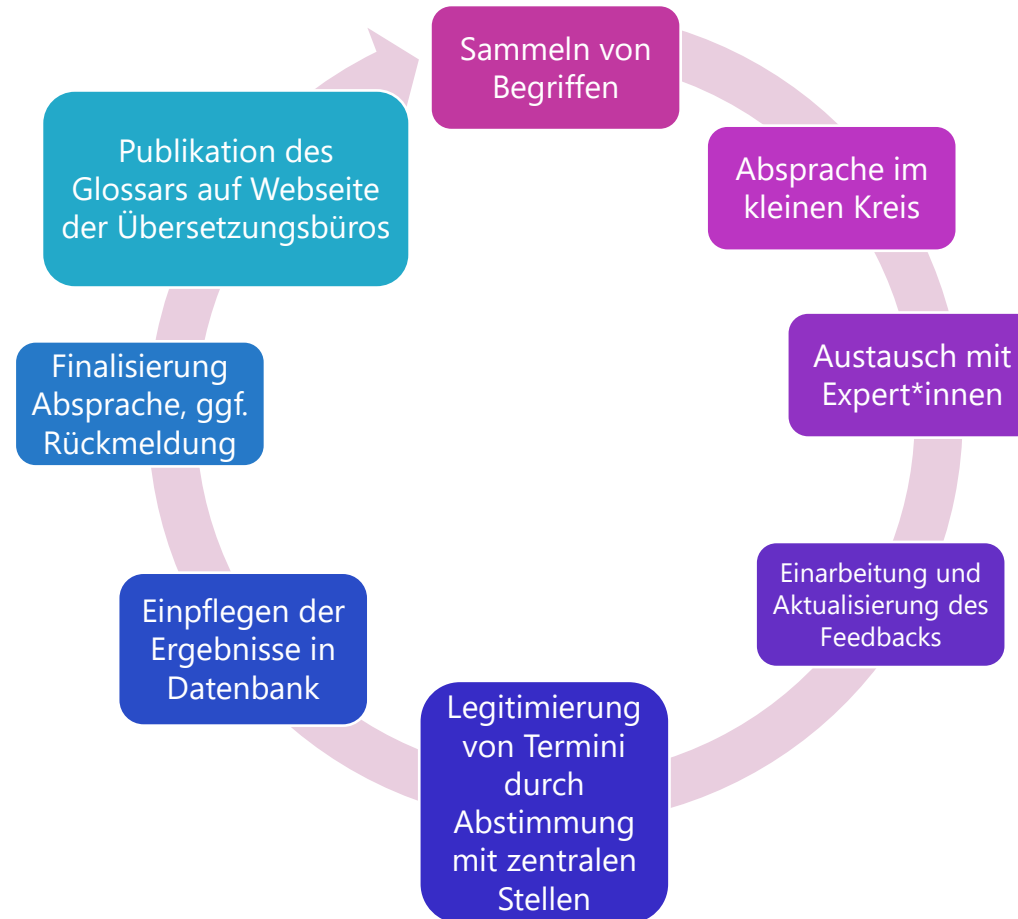 Sammeln von
Begriffen
Absprache im
kleinen Kreis
Austausch mit
Expert*innen
Einarbeitung und
Aktualisierung des
Feedbacks
Legitimierung
von Termini
durch
Abstimmung
mit zentralen
Stellen
Einpflegen der
Ergebnisse in
Datenbank
Finalisierung
Absprache, ggf.
Rückmeldung
Publikation des
Glossars auf Webseite
der Übersetzungsbüros